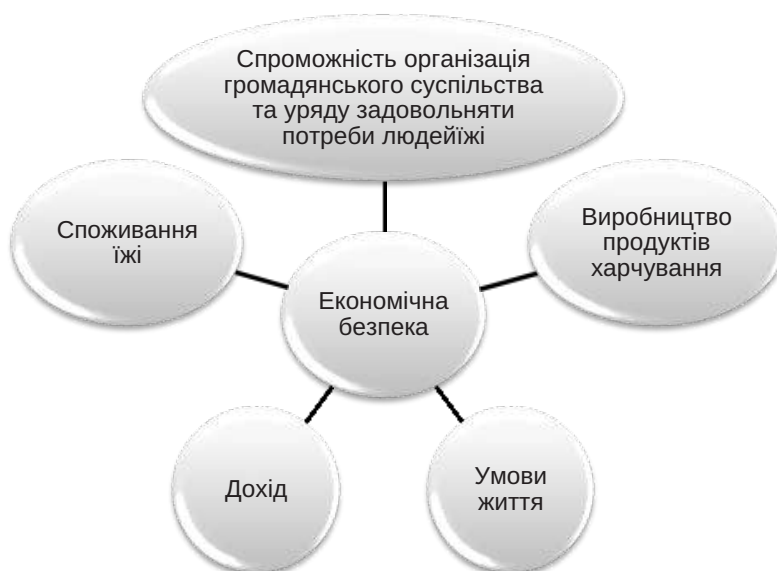 Спроможність організація
громадянського суспільства
та уряду задовольняти
потреби людейїжі
Споживання
їжі
Виробництво
продуктів
харчування
Економічна
безпека
Дохід
Умови
життя